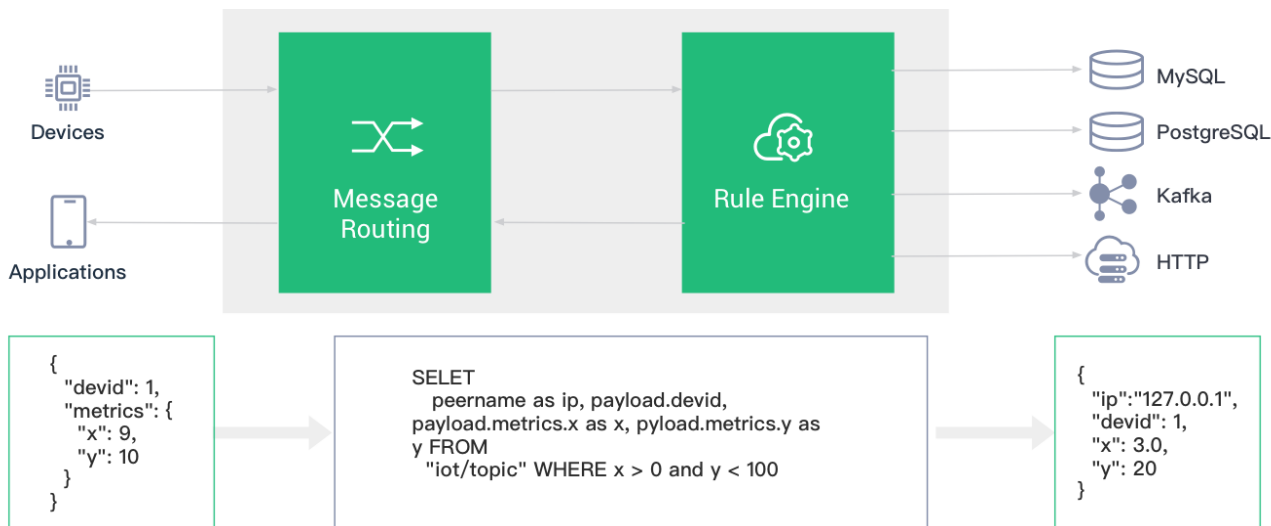 Devices
Applications
Message
Routing
Rule Engine
MySQL
PostgreSQL
Kafka
HTTP
{
"devid": 1,
"metrics": {
"x": 9,
"y": 10
}
}
SELET
peername as ip, payload.devid,
payload.metrics.x as x, pyload.metrics.y as
y FROM
"iot/topic" WHERE x > 0 and y < 100
{
"ip":"127.0.0.1",
"devid": 1,
"x": 3.0,
"y": 20
}